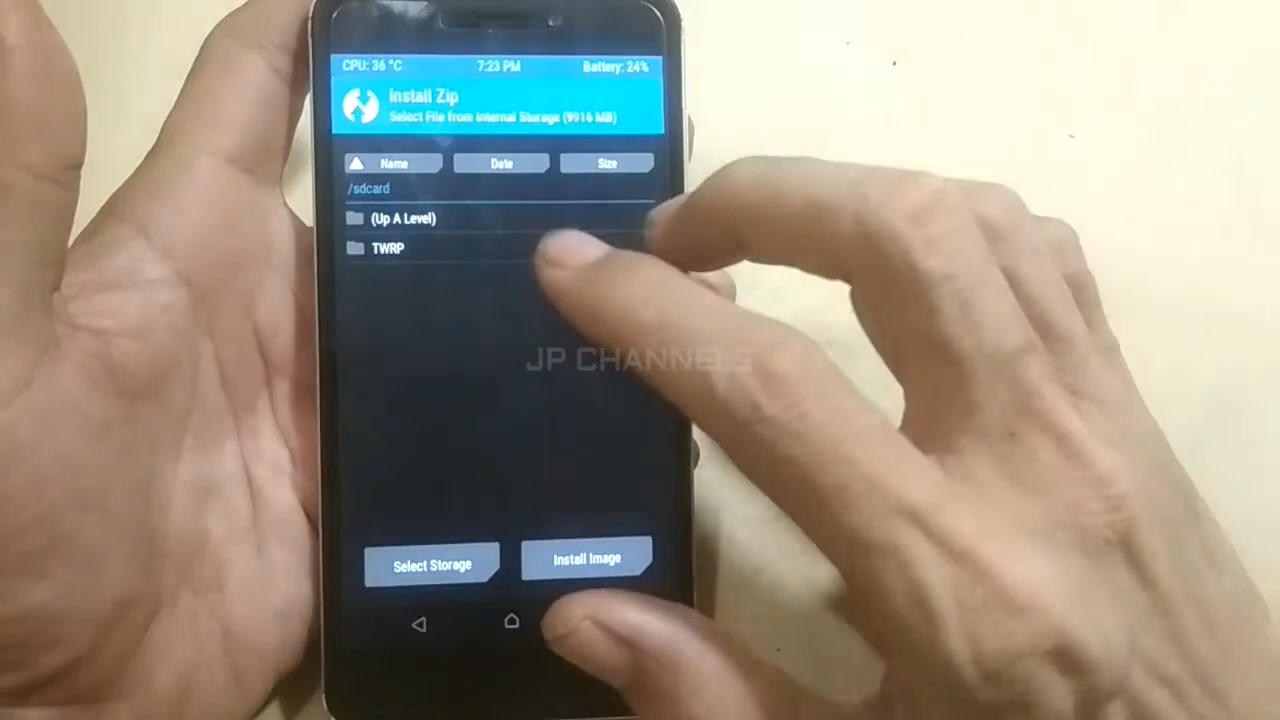 CPU: 36 °C 7:23 PM Battery: 24%
Install Zip
Select File from Internal Storage (9916 MB)
Name Date Size
/sdcard
(Up A Level)
TWRP
JP CHANNELS
Select Storage Install Image